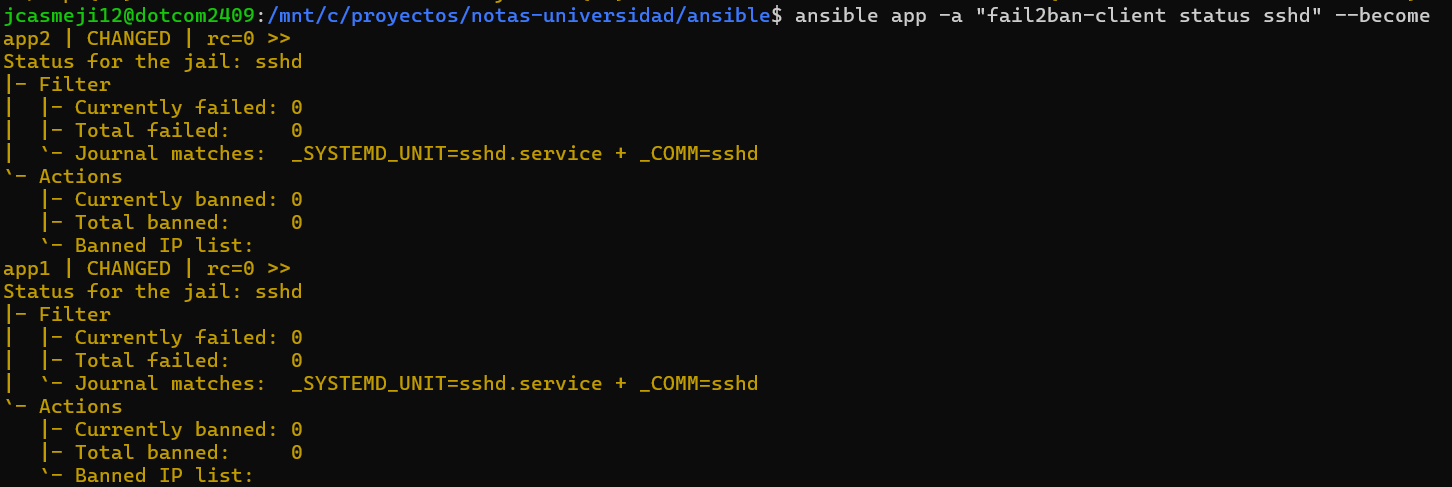 jcasmeji12@dotcom2409:/mnt/c/proyectos/notas-universidad/ansible$ ansible app -a "fail2ban-client status sshd" --become
app2 | CHANGED | rc=0 >>
Status for the jail: sshd
|- Filter
|  |- Currently failed: 0
|  |- Total failed:     0
|  `- Journal matches:  _SYSTEMD_UNIT=sshd.service + _COMM=sshd
`- Actions
   |- Currently banned: 0
   |- Total banned:     0
   `- Banned IP list:
app1 | CHANGED | rc=0 >>
Status for the jail: sshd
|- Filter
|  |- Currently failed: 0
|  |- Total failed:     0
|  `- Journal matches:  _SYSTEMD_UNIT=sshd.service + _COMM=sshd
`- Actions
   |- Currently banned: 0
   |- Total banned:     0
   `- Banned IP list: